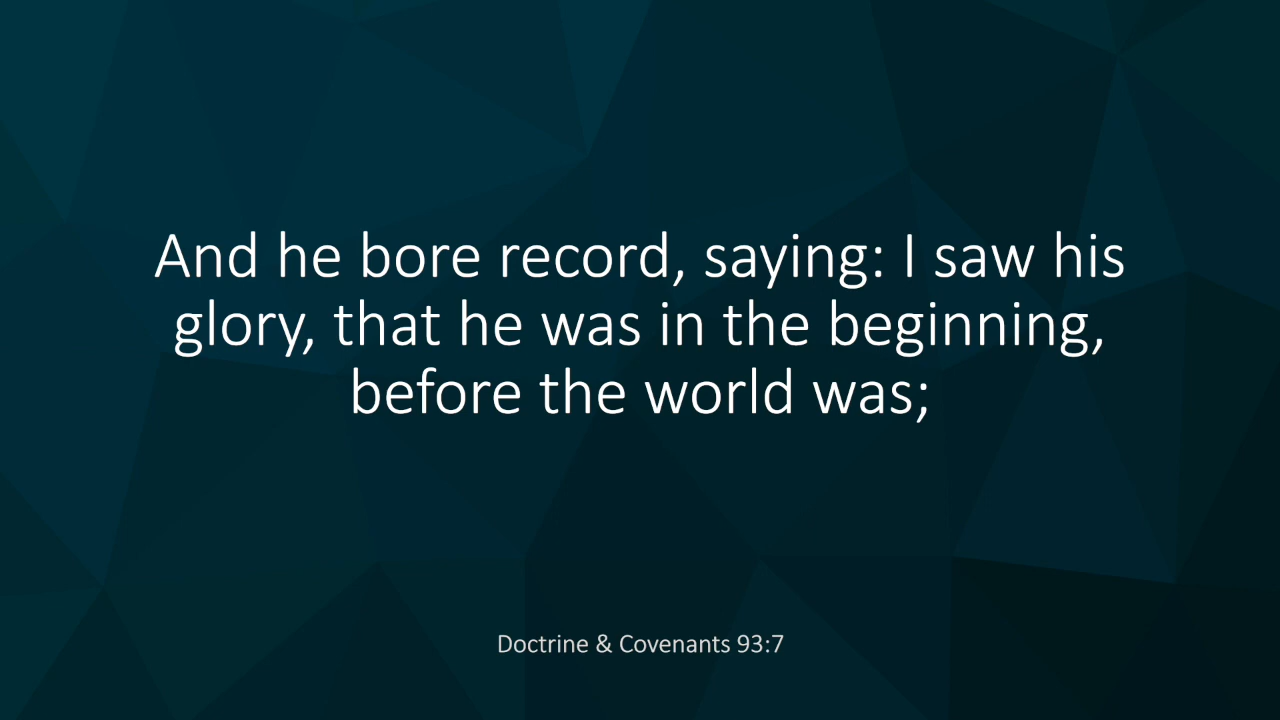 And he bore record, saying: I saw his
glory, that he was in the beginning,
before the world was;
Doctrine & Covenants 93:7